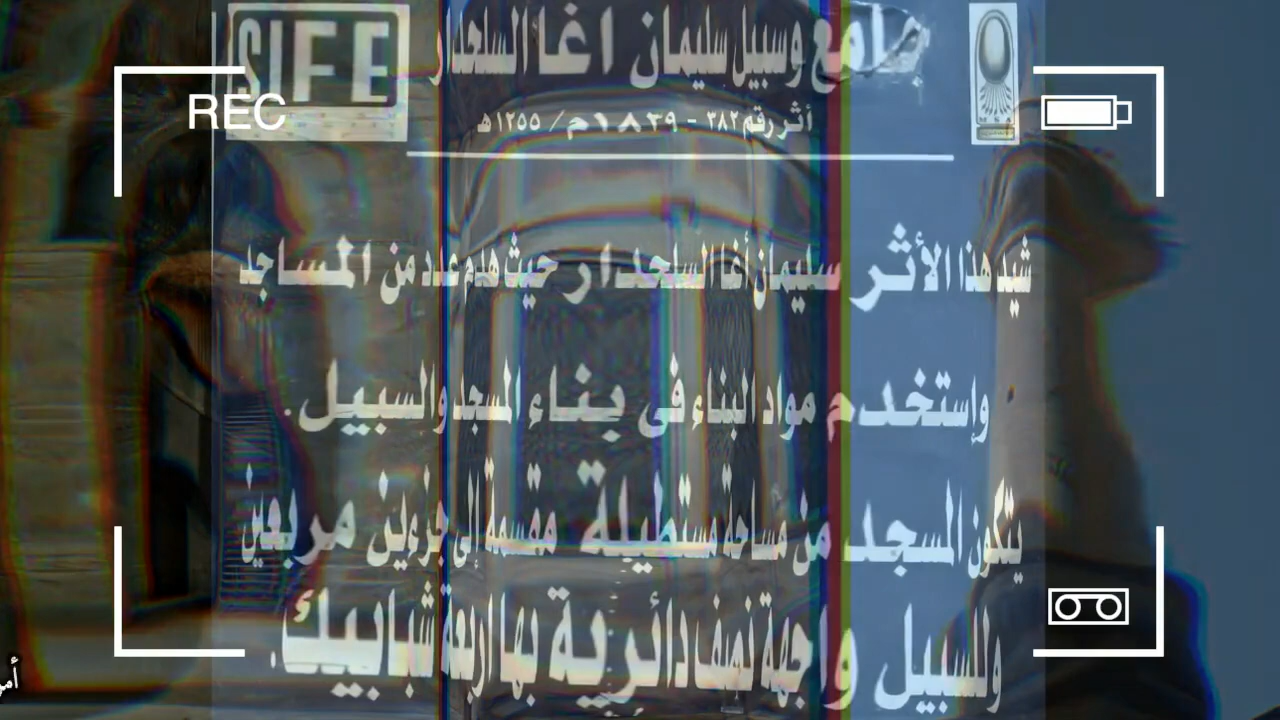 SIFE
جامع وسبيل سليمان اغا السلحدار
أثر رقم ٣٨٢ - ١٨٣٩م / ١٢٥٥هـ
REC
شيد هذا الأثر سليمان أغا السلحدار حيث هدم عدد من المساجد
وإستخدم مواد البناء فى بناء المسجد والسبيل.
يتكون المسجد من مساحة مستطيلة مقسمة إلى جزءين مربعين
وللسبيل واجهة نصف دائرية بها اربعة شبابيك.